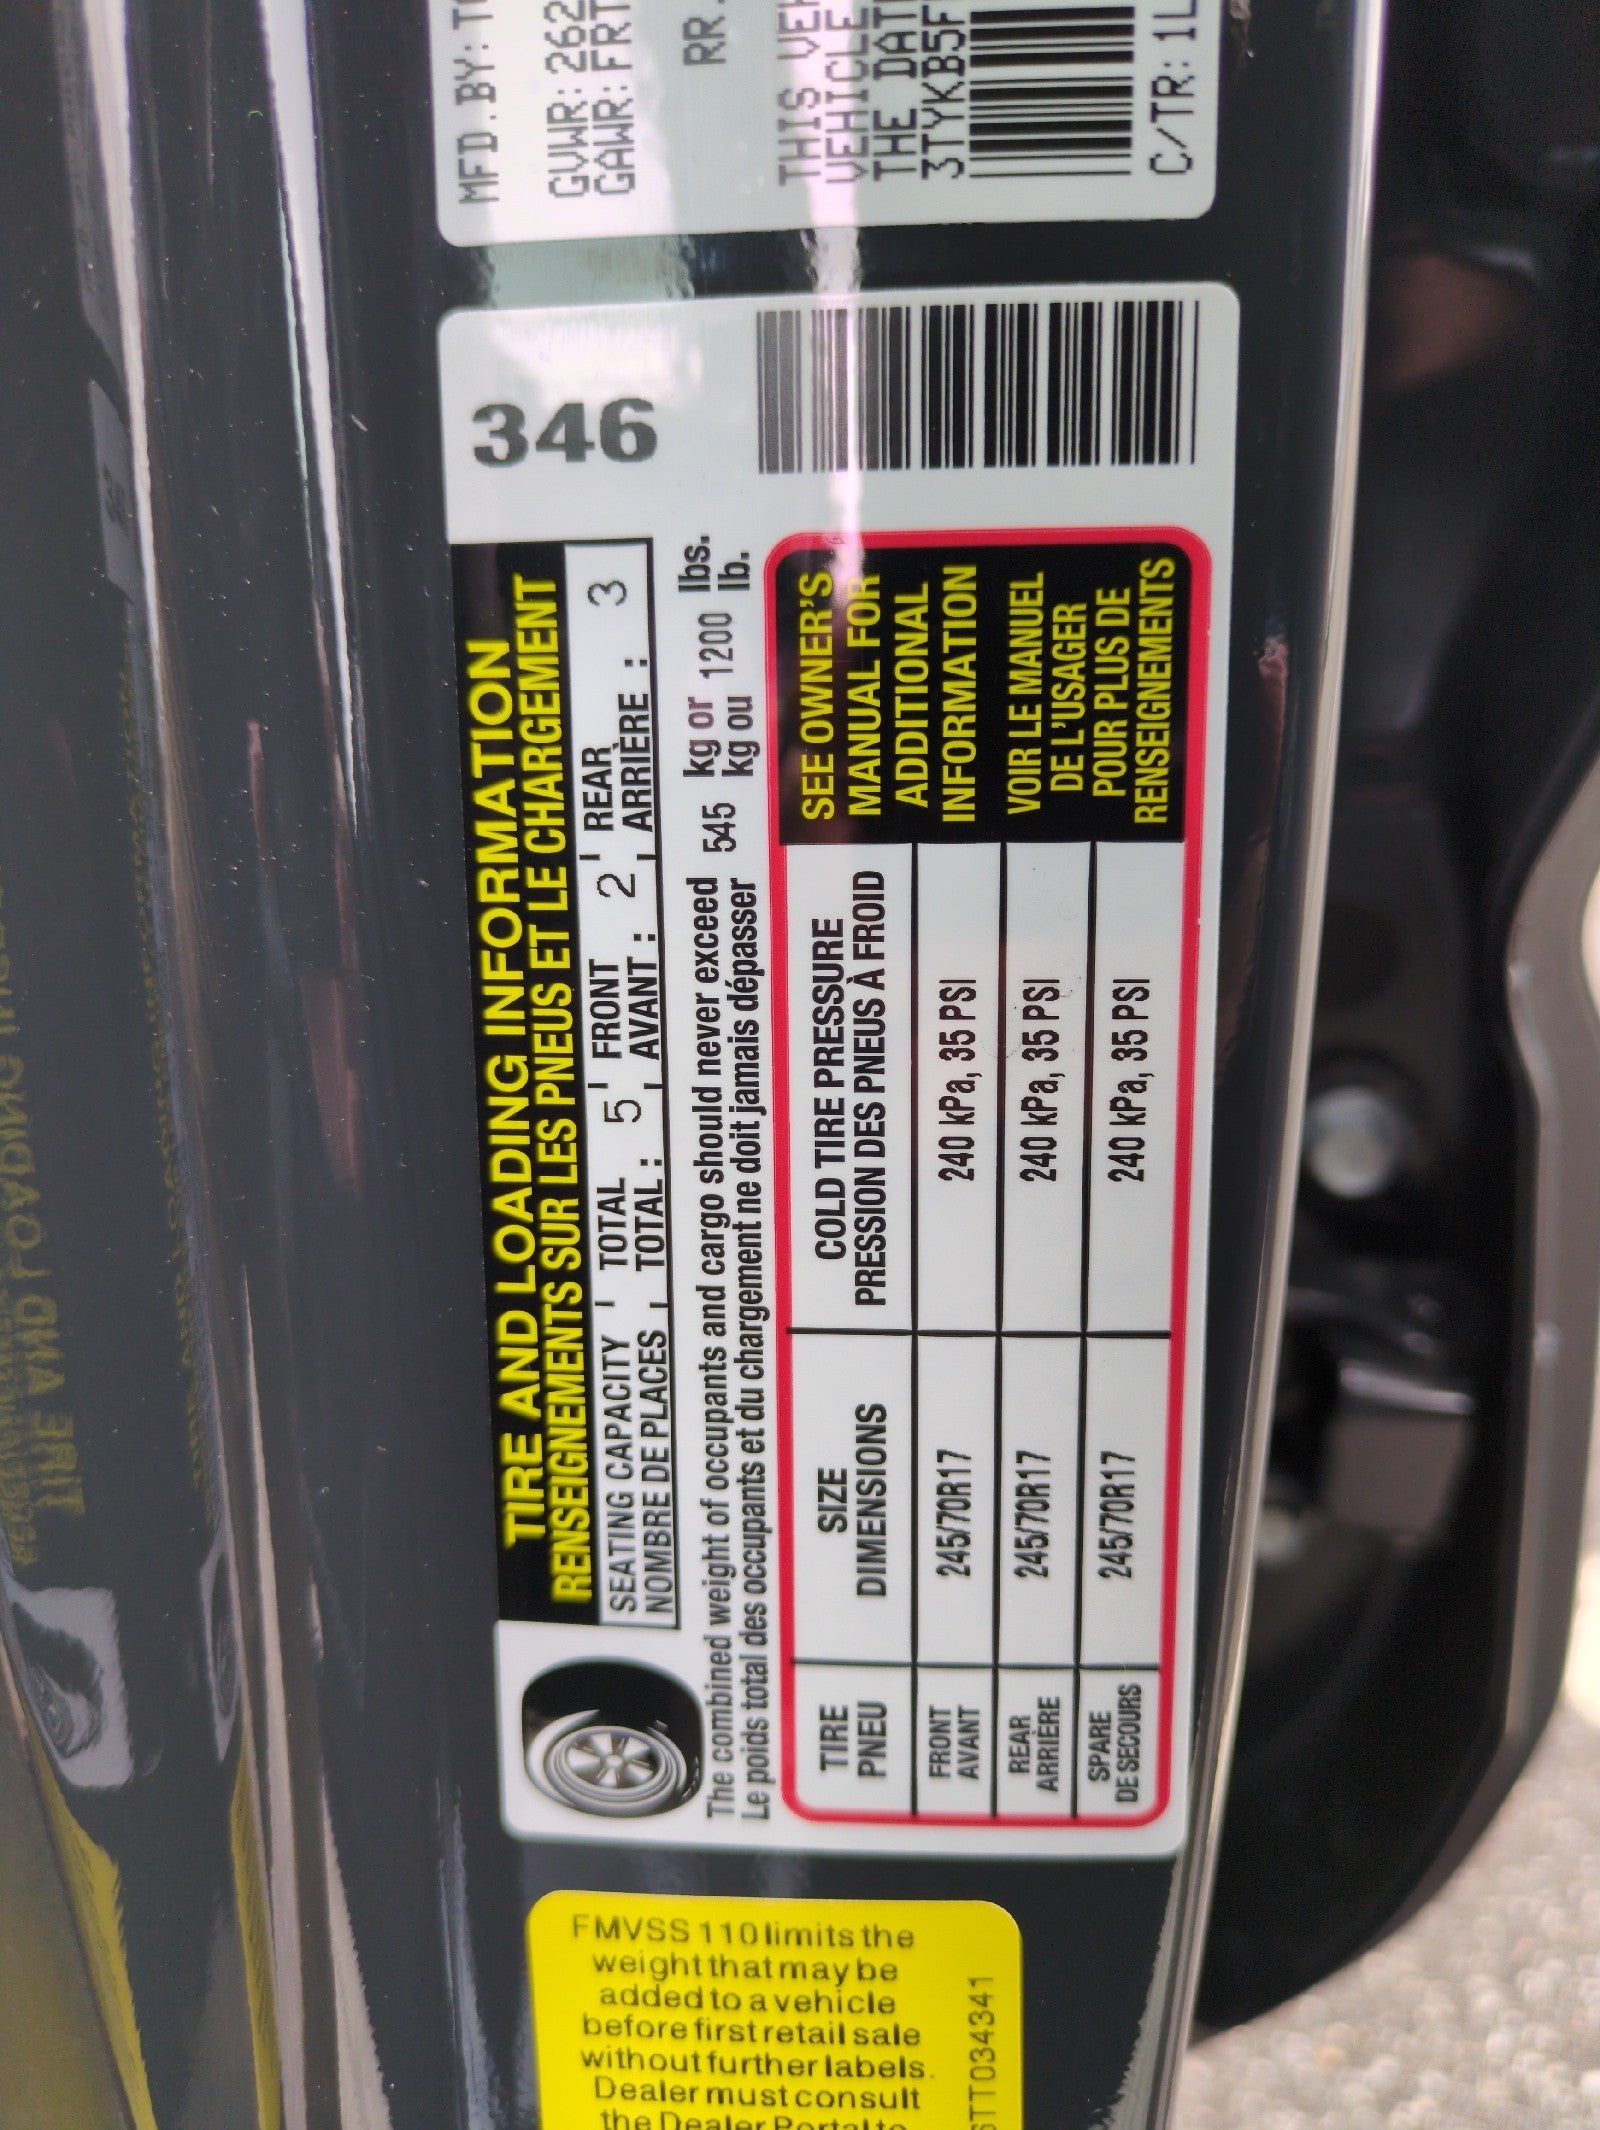 MFD.BY:
GVWR: 262
GAWR: FRT
RR
THIS VEH
VEHICLE
THE DAT
3TYKB5F
C/TR: 1L
346
TIRE AND LOADING INFORMATION
RENSEIGNEMENTS SUR LES PNEUS ET LE CHARGEMENT
SEATING CAPACITY TOTAL 5 FRONT 2 REAR 3
NOMBRE DE PLACES TOTAL : AVANT : ARRIÈRE :
The combined weight of occupants and cargo should never exceed 545 kg or 1200 lbs.
Le poids total des occupants et du chargement ne doit jamais dépasser kg ou lb.
TIRE SIZE COLD TIRE PRESSURE
PNEU DIMENSIONS PRESSION DES PNEUS À FROID
FRONT
AVANT 245/70R17 240 kPa, 35 PSI
REAR
ARRIÈRE 245/70R17 240 kPa, 35 PSI
SPARE
DE SECOURS 245/70R17 240 kPa, 35 PSI
SEE OWNER'S
MANUAL FOR
ADDITIONAL
INFORMATION
VOIR LE MANUEL
DE L'USAGER
POUR PLUS DE
RENSEIGNEMENTS
FMVSS 110 limits the
weight that may be
added to a vehicle
before first retail sale
without further labels.
Dealer must consult
the Dealer Portal to
TT034341